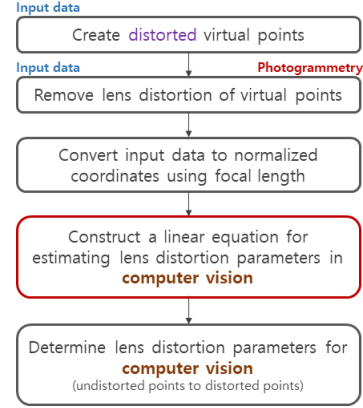 Input data
Create distorted virtual points
Input data
Photogrammetry
Remove lens distortion of virtual points
Convert input data to normalized
coordinates using focal length
Construct a linear equation for
estimating lens distortion parameters in
computer vision
Determine lens distortion parameters for
computer vision
(undistorted points to distorted points)